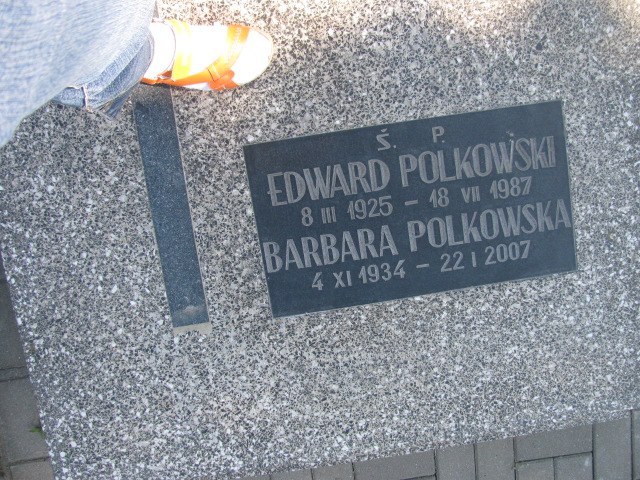 Ś. P.
EDWARD POLKOWSKI
8 III 1925 - 18 VII 1987
BARBARA POLKOWSKA
4 XI 1934 - 22 I 2007